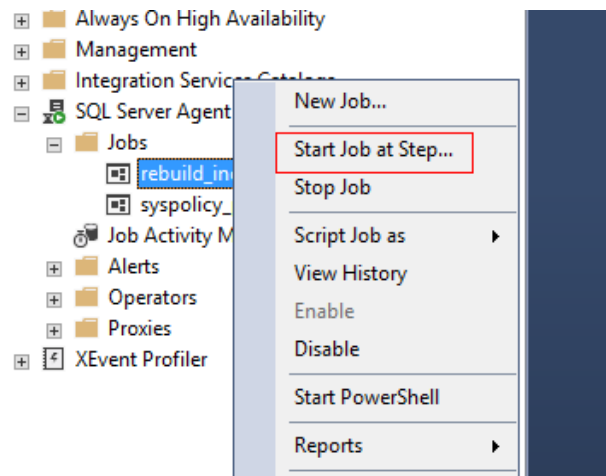 Always On High Availability
Management
Integration Services Catalogs
SQL Server Agent
Jobs
rebuild_in
syspolicy_
Job Activity M
Alerts
Operators
Proxies
XEvent Profiler
New Job...
Start Job at Step...
Stop Job
Script Job as
View History
Enable
Disable
Start PowerShell
Reports